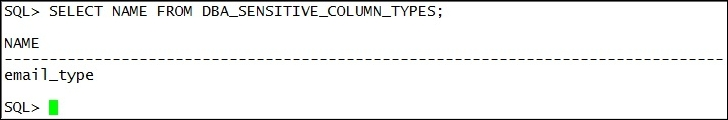 SQL> SELECT NAME FROM DBA_SENSITIVE_COLUMN_TYPES;
NAME
--------------------------------------------------------------------------------
email_type
SQL>